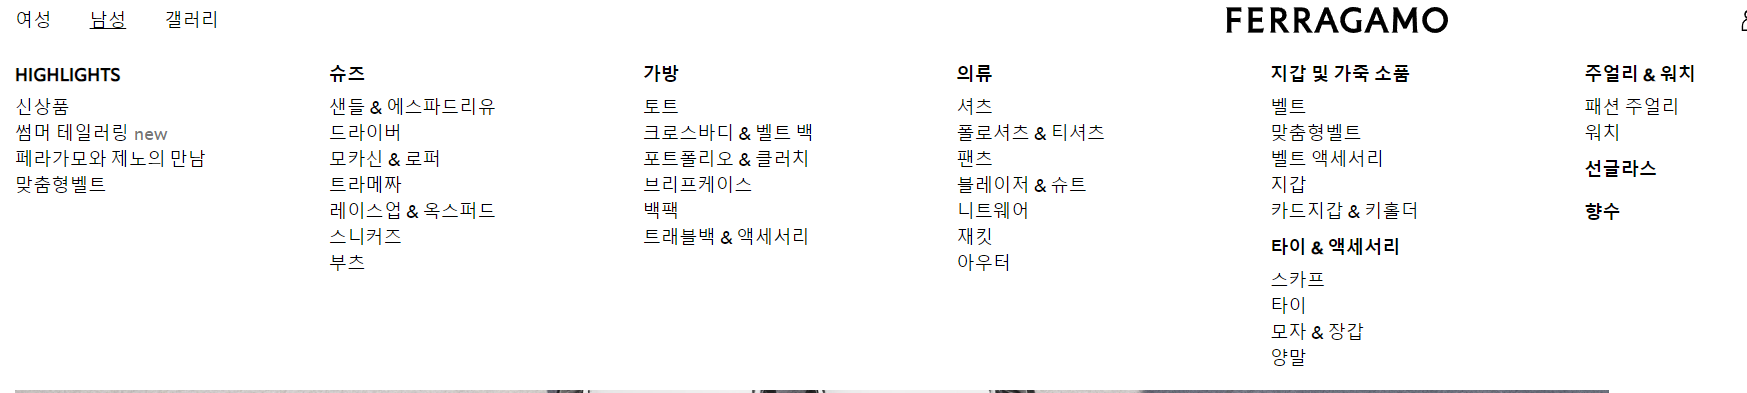 여성 남성 갤러리
FERRAGAMO
HIGHLIGHTS
신상품
썸머 테일러링 new
페라가모와 제노의 만남
맞춤형벨트
슈즈
샌들 & 에스파드리유
드라이버
모카신 & 로퍼
트라메짜
레이스업 & 옥스퍼드
스니커즈
부츠
가방
토트
크로스바디 & 벨트 백
포트폴리오 & 클러치
브리프케이스
백팩
트래블백 & 액세서리
의류
셔츠
폴로셔츠 & 티셔츠
팬츠
블레이저 & 슈트
니트웨어
재킷
아우터
지갑 및 가죽 소품
벨트
맞춤형벨트
벨트 액세서리
지갑
카드지갑 & 키홀더
타이 & 액세서리
스카프
타이
모자 & 장갑
양말
주얼리 & 워치
패션 주얼리
워치
선글라스
향수